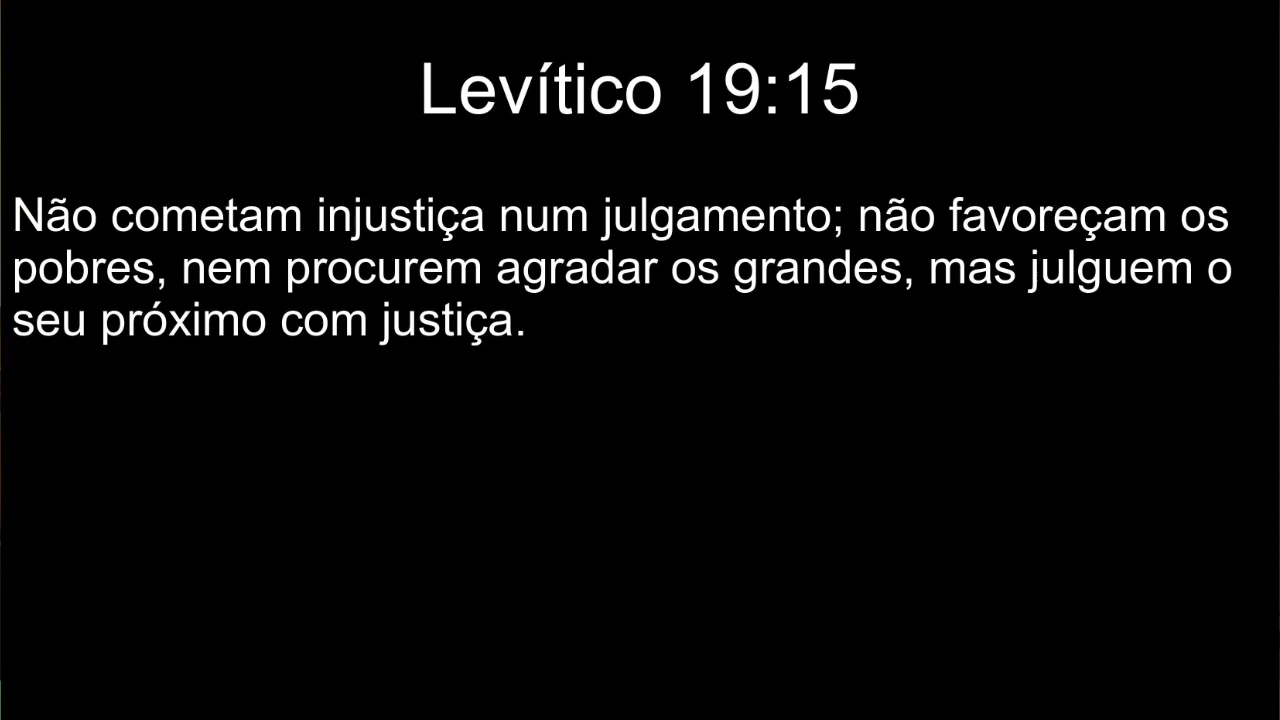 Levítico 19:15
Não cometam injustiça num julgamento; não favoreçam os
pobres, nem procurem agradar os grandes, mas julguem o
seu próximo com justiça.